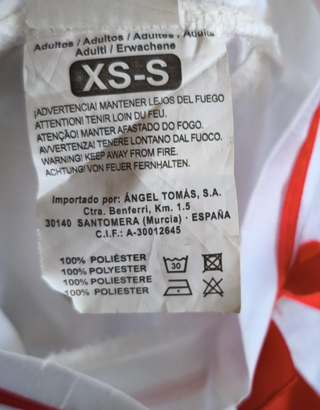 Adultos / Adultos / Adultes / Adults
Adulti / Erwachene
XS-S
¡ADVERTENCIA! MANTENER LEJOS DEL FUEGO
ATTENTION! TENIR LOIN DU FEU.
ATENÇÃO! MANTER AFASTADO DO FOGO.
AVVERTENZA! TENERE LONTANO DAL FUOCO.
WARNING! KEEP AWAY FROM FIRE.
ACHTUNG! VON FEUER FERNHALTEN.
Importado por: ÁNGEL TOMÁS, S.A.
Ctra. Benferri, Km. 1.5
30140 SANTOMERA (Murcia) · ESPAÑA
C.I.F.: A-30012645
100% POLIÉSTER
100% POLYESTER
100% POLIESTERE
100% POLIESTER
30